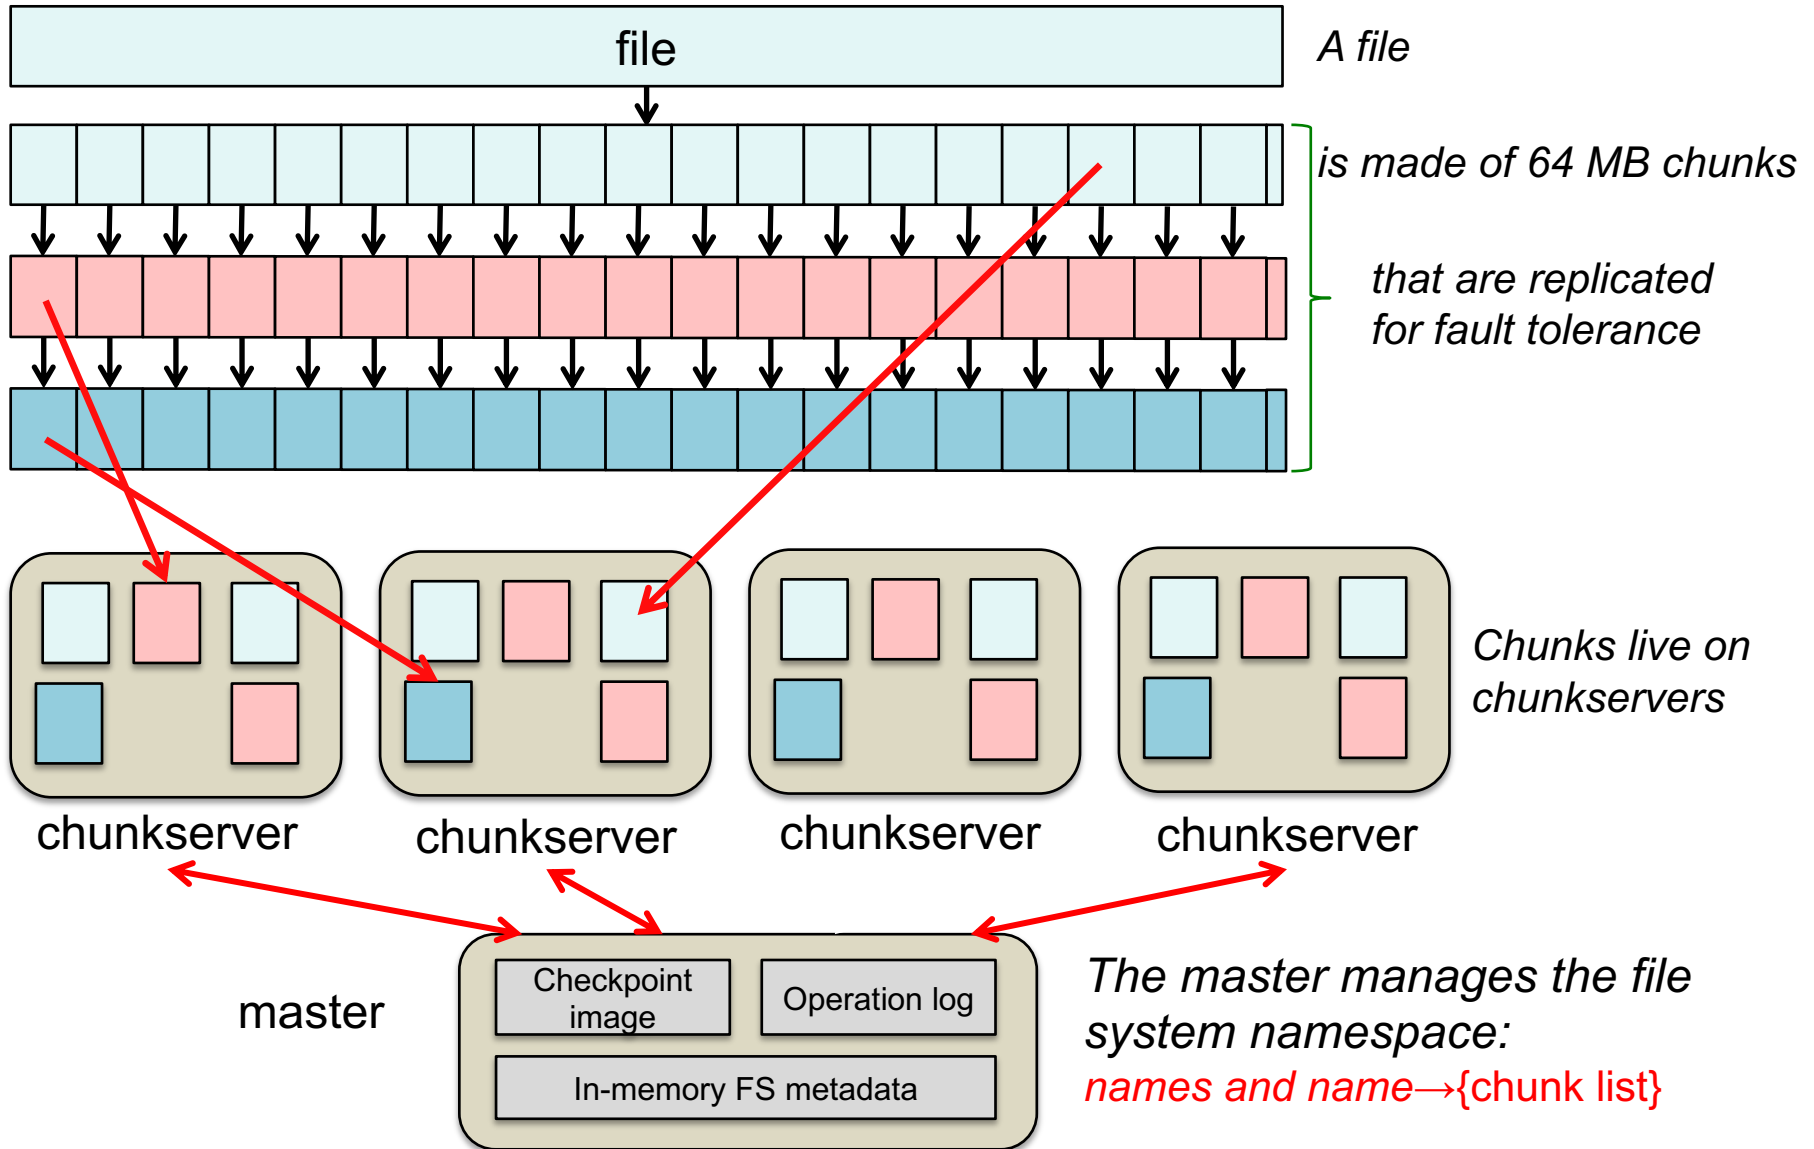 file
A file
is made of 64 MB chunks
that are replicated
for fault tolerance
Chunks live on
chunkservers
chunkserver
chunkserver
chunkserver
chunkserver
master
Checkpoint
image
Operation log
In-memory FS metadata
The master manages the file
system namespace:
names and name→{chunk list}